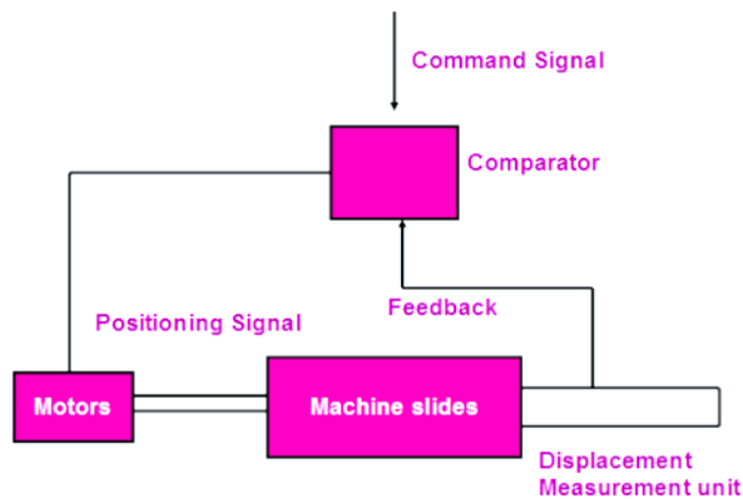 Command Signal
Comparator
Feedback
Positioning Signal
Motors
Machine slides
Displacement
Measurement unit